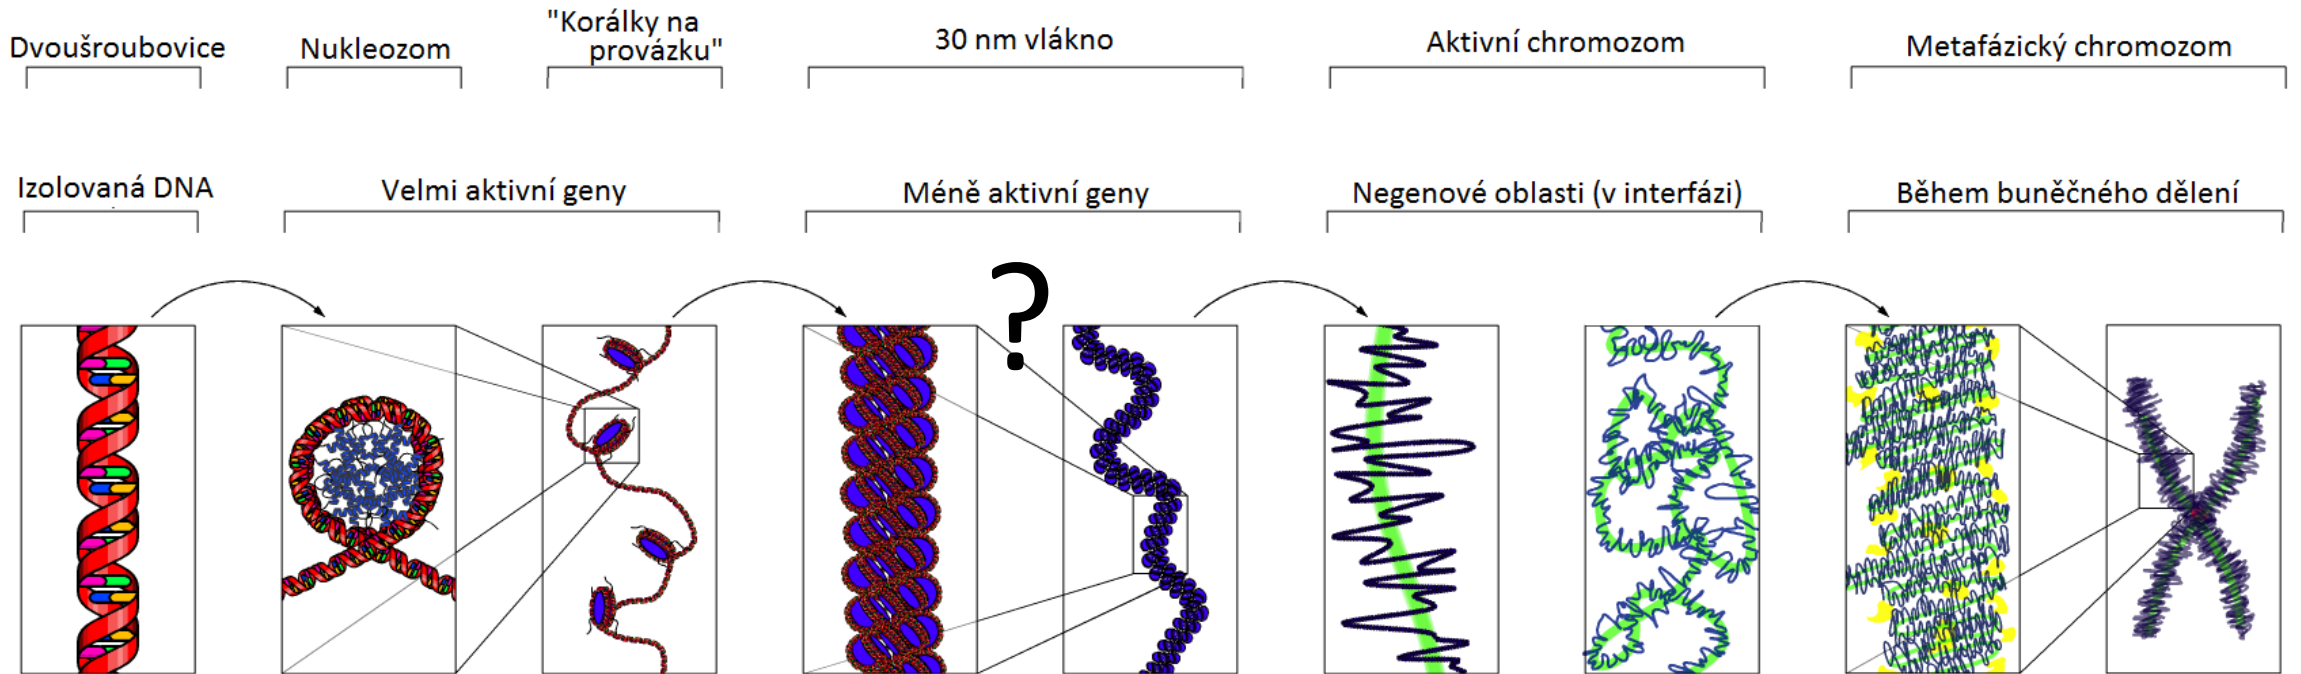 Dvoušroubovice
Nukleozom
"Korálky na
provázku"
30 nm vlákno
Aktivní chromozom
Metafázický chromozom
Izolovaná DNA
Velmi aktivní geny
Méně aktivní geny
Negenové oblasti (v interfázi)
Během buněčného dělení
?